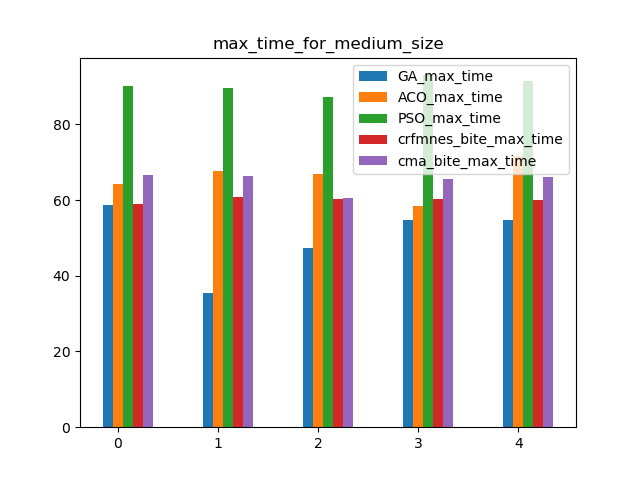 max_time_for_medium_size
GA_max_time
ACO_max_time
PSO_max_time
crfmnes_bite_max_time
cma_bite_max_time
80
60
40
20
0
0 1 2 3 4